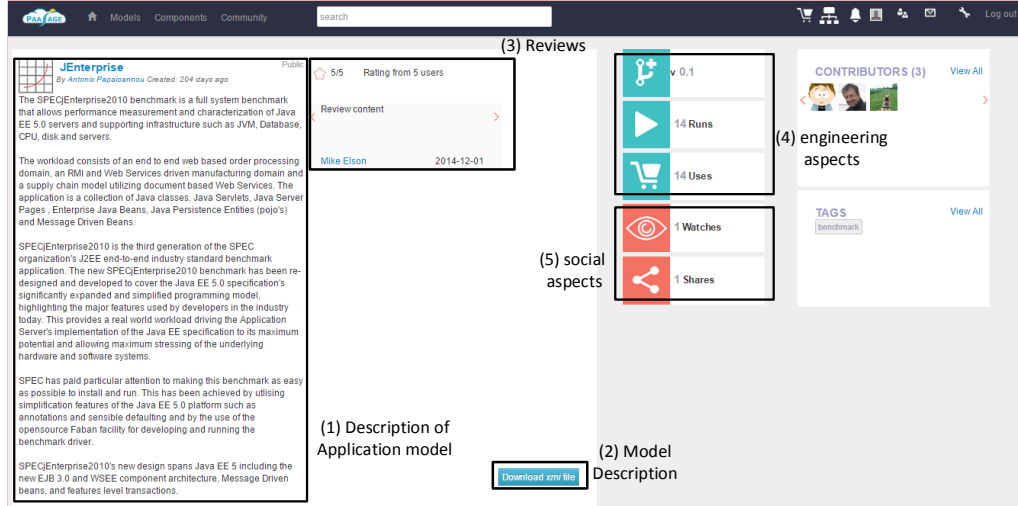 PAASAGE
Models Components Community
search
Log out
(3) Reviews
JEnterprise
Public
By Antonis Papaioannou Created: 204 days ago
The SPECjEnterprise2010 benchmark is a full system benchmark
that allows performance measurement and characterization of Java
EE 5.0 servers and supporting infrastructure such as JVM, Database,
CPU, disk and servers.
The workload consists of an end to end web based order processing
domain, an RMI and Web Services driven manufacturing domain and
a supply chain model utilizing document based Web Services. The
application is a collection of Java classes, Java Servlets, Java Server
Pages , Enterprise Java Beans, Java Persistence Entities (pojo's)
and Message Driven Beans.
SPECjEnterprise2010 is the third generation of the SPEC
organization's J2EE end-to-end industry standard benchmark
application. The new SPECjEnterprise2010 benchmark has been re-
designed and developed to cover the Java EE 5.0 specification's
significantly expanded and simplified programming model,
highlighting the major features used by developers in the industry
today. This provides a real world workload driving the Application
Server's implementation of the Java EE specification to its maximum
potential and allowing maximum stressing of the underlying
hardware and software systems.
SPEC has paid particular attention to making this benchmark as easy
as possible to install and run. This has been achieved by utlising
simplification features of the Java EE 5.0 platform such as
annotations and sensible defaulting and by the use of the
opensource Faban facility for developing and running the
benchmark driver.
SPECjEnterprise2010's new design spans Java EE 5 including the
new EJB 3.0 and WSEE component architecture, Message Driven
beans, and features level transactions.
5/5 Rating from 5 users
Review content
Mike Elson 2014-12-01
(1) Description of
Application model
(2) Model
Description
Download xmi file
v 0.1
14 Runs
14 Uses
(4) engineering
aspects
1 Watches
1 Shares
(5) social
aspects
CONTRIBUTORS (3) View All
TAGS View All
benchmark